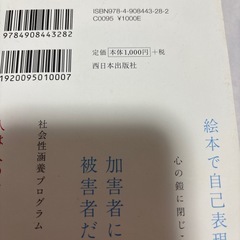 ISBN978-4-908443-28-2
C0095 ¥1000E
9784908443282
定価 本体1,000円 +税
西日本出版社
1920095010007
絵本で自己表現
心の鎧に閉じこ
加害者に
被害者だ
社会性涵養プログラム